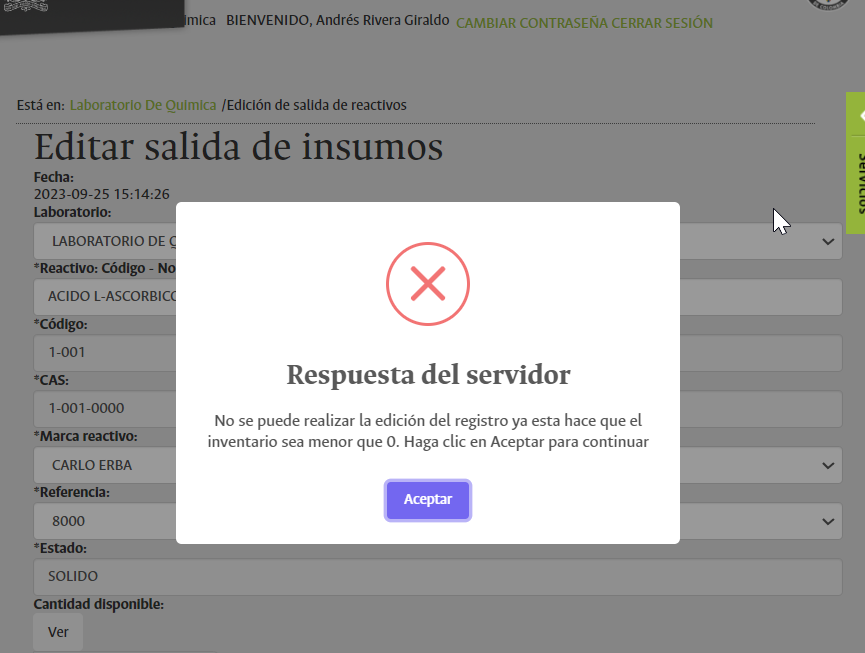 mica BIENVENIDO, Andrés Rivera Giraldo CAMBIAR CONTRASEÑA CERRAR SESIÓN
Está en: Laboratorio De Quimica /Edición de salida de reactivos
Editar salida de insumos
Fecha:
2023-09-25 15:14:26
Laboratorio:
LABORATORIO DE Q
*Reactivo: Código - No
ACIDO L-ASCORBICO
*Código:
1-001
*CAS:
1-001-0000
*Marca reactivo:
CARLO ERBA
*Referencia:
8000
*Estado:
SOLIDO
Cantidad disponible:
Ver
Servicios
Respuesta del servidor
No se puede realizar la edición del registro ya esta hace que el
inventario sea menor que 0. Haga clic en Aceptar para continuar
Aceptar